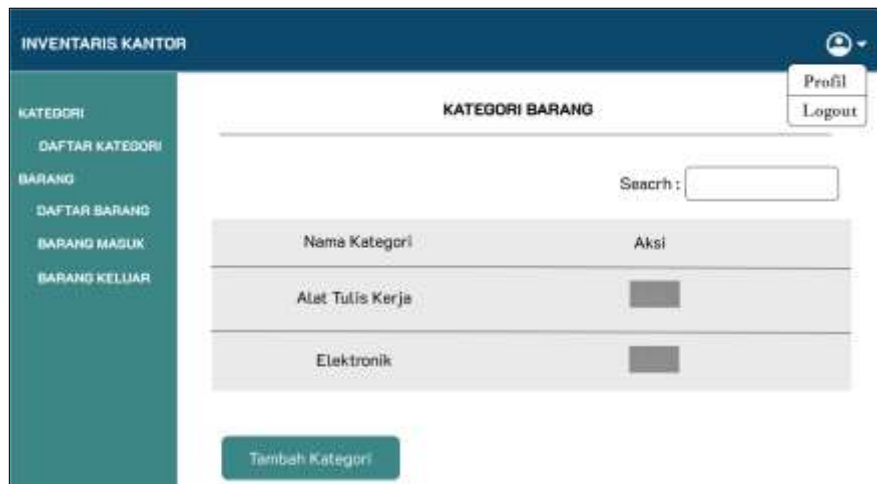 INVENTARIS KANTOR
Profil
Logout
KATEGORI
DAFTAR KATEGORI
BARANG
DAFTAR BARANG
BARANG MASUK
BARANG KELUAR
KATEGORI BARANG
Seacrh :
Nama Kategori Aksi
Alat Tulis Kerja
Elektronik
Tambah Kategori